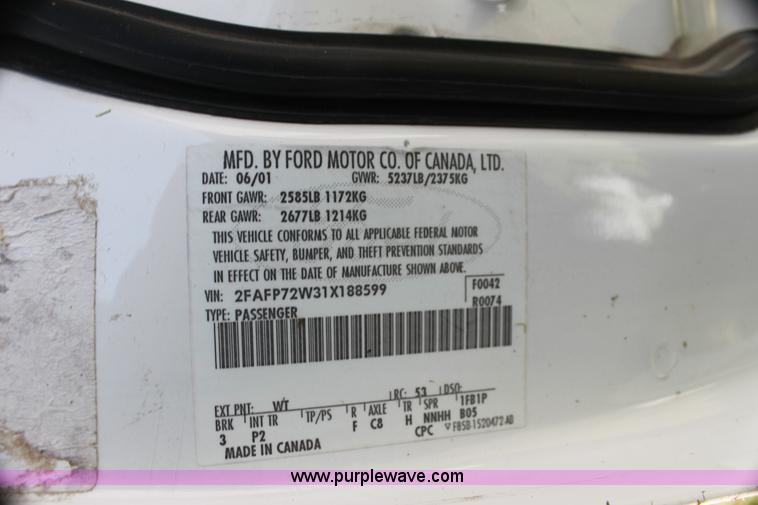 MFD. BY FORD MOTOR CO. OF CANADA, LTD.
DATE: 06/01 GVWR: 5237LB/2375KG
FRONT GAWR: 2585LB 1172KG
REAR GAWR: 2677LB 1214KG
THIS VEHICLE CONFORMS TO ALL APPLICABLE FEDERAL MOTOR
VEHICLE SAFETY, BUMPER, AND THEFT PREVENTION STANDARDS
IN EFFECT ON THE DATE OF MANUFACTURE SHOWN ABOVE.
VIN: 2FAFP72W31X188599 F0042
TYPE: PASSENGER R0074
EXT PNT: WT RC: 53 DSO:
BRK INT TR TP/PS R AXLE TR SPR 1FB1P
3 P2 F C8 H NNHH B05
MADE IN CANADA CPC ▽F85B-1520472 AB
www.purplewave.com